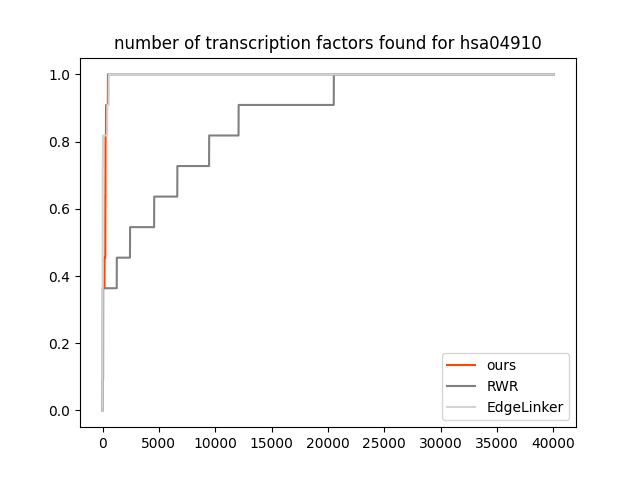 number of transcription factors found for hsa04910
1.0
0.8
0.6
0.4
0.2
0.0
0 5000 10000 15000 20000 25000 30000 35000 40000
ours
RWR
EdgeLinker